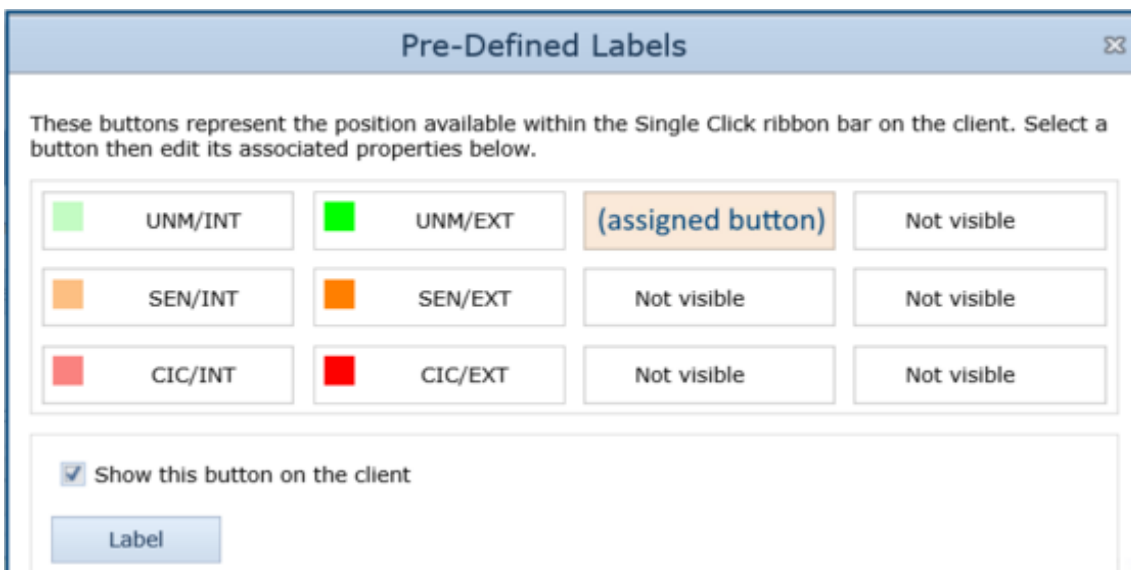 Pre-Defined Labels
These buttons represent the position available within the Single Click ribbon bar on the client. Select a
button then edit its associated properties below.
UNM/INT UNM/EXT (assigned button) Not visible
SEN/INT SEN/EXT Not visible Not visible
CIC/INT CIC/EXT Not visible Not visible
Show this button on the client
Label